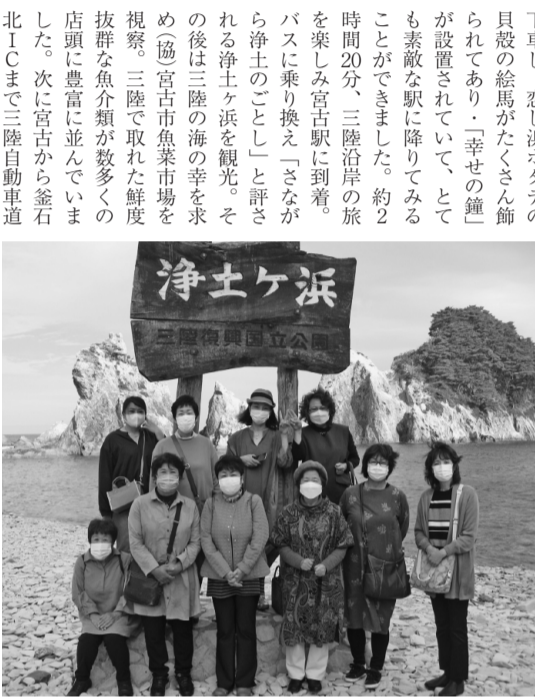 下車し、恋し浜ホタテの
貝殻の絵馬がたくさん飾
られてあり・「幸せの鐘」
が設置されていて、とて
も素敵な駅に降りてみる
ことができました。約2
時間20分、三陸沿岸の旅
を楽しみ宮古駅に到着。
バスに乗り換え「さなが
ら浄土のごとし」と評さ
れる浄土ヶ浜を観光。そ
の後は三陸の海の幸を求
め(協)宮古市魚菜市場を
視察。三陸で取れた鮮度
抜群な魚介類が数多くの
店頭に豊富に並んでいま
した。次に宮古から釜石
北ICまで三陸自動車道
浄土ヶ浜
三陸復興国立公園